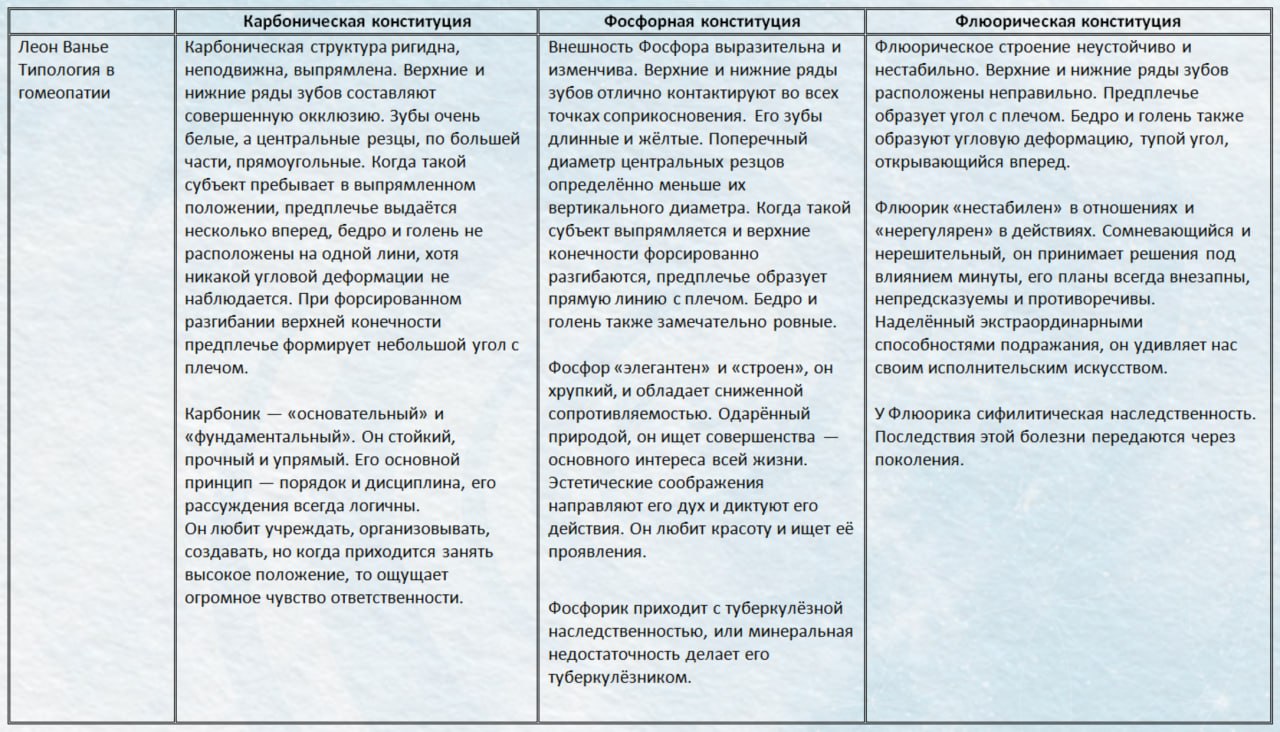 Карбоническая конституция
Фосфорная конституция
Флюорическая конституция
Леон Ванье
Типология в
гомеопатии
Карбоническая структура ригидна,
неподвижна, выпрямлена. Верхние и
нижние ряды зубов составляют
совершенную окклюзию. Зубы очень
белые, а центральные резцы, по большей
части, прямоугольные. Когда такой
субъект пребывает в выпрямленном
положении, предплечье выдаётся
несколько вперед, бедро и голень не
расположены на одной лини, хотя
никакой угловой деформации не
наблюдается. При форсированном
разгибании верхней конечности
предплечье формирует небольшой угол с
плечом.
Карбоник — «основательный» и
«фундаментальный». Он стойкий,
прочный и упрямый. Его основной
принцип — порядок и дисциплина, его
рассуждения всегда логичны.
Он любит учреждать, организовывать,
создавать, но когда приходится занять
высокое положение, то ощущает
огромное чувство ответственности.
Внешность Фосфора выразительна и
изменчива. Верхние и нижние ряды
зубов отлично контактируют во всех
точках соприкосновения. Его зубы
длинные и жёлтые. Поперечный
диаметр центральных резцов
определённо меньше их
вертикального диаметра. Когда такой
субъект выпрямляется и верхние
конечности форсированно
разгибаются, предплечье образует
прямую линию с плечом. Бедро и
голень также замечательно ровные.
Фосфор «элегантен» и «строен», он
хрупкий, и обладает сниженной
сопротивляемостью. Одарённый
природой, он ищет совершенства —
основного интереса всей жизни.
Эстетические соображения
направляют его дух и диктуют его
действия. Он любит красоту и ищет её
проявления.
Фосфорик приходит с туберкулёзной
наследственностью, или минеральная
недостаточность делает его
туберкулёзником.
Флюорическое строение неустойчиво и
нестабильно. Верхние и нижние ряды зубов
расположены неправильно. Предплечье
образует угол с плечом. Бедро и голень также
образуют угловую деформацию, тупой угол,
открывающийся вперед.
Флюорик «нестабилен» в отношениях и
«нерегулярен» в действиях. Сомневающийся и
нерешительный, он принимает решения под
влиянием минуты, его планы всегда внезапны,
непредсказуемы и противоречивы.
Наделённый экстраординарными
способностями подражания, он удивляет нас
своим исполнительским искусством.
У Флюорика сифилитическая наследственность.
Последствия этой болезни передаются через
поколения.